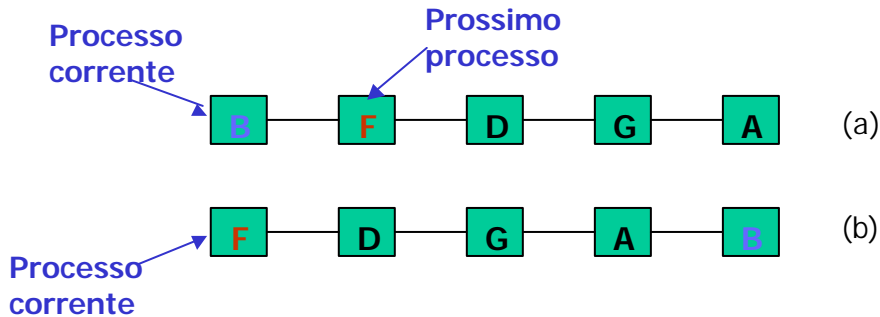 Processo
corrente
Prossimo
processo
B F D G A (a)
F D G A B (b)
Processo
corrente